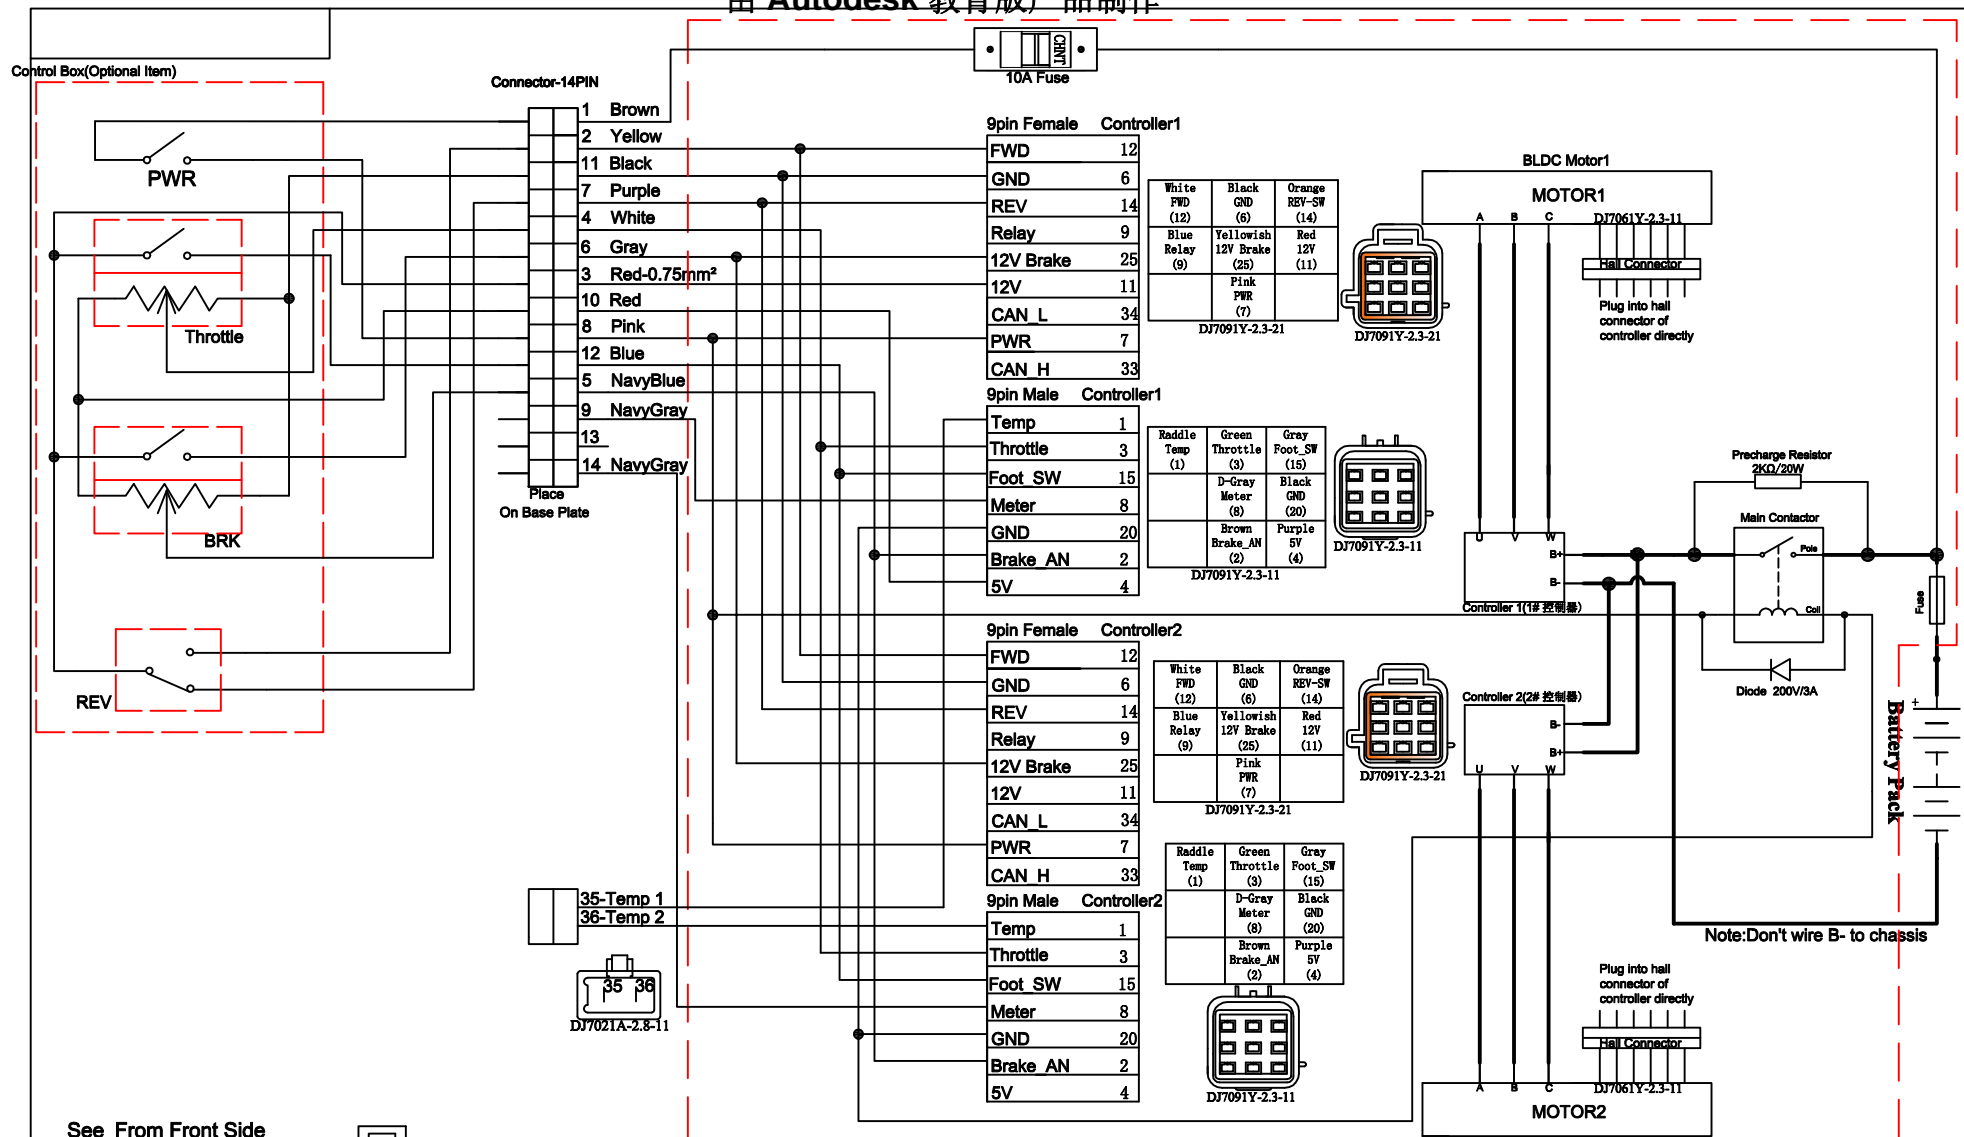 由 Autodesk 教育版产品制作
Control Box(Optional Item)
PWR
Throttle
BRK
REV
See From Front Side
Connector-14PIN
1 Brown
2 Yellow
11 Black
7 Purple
4 White
6 Gray
3 Red-0.75mm²
10 Red
8 Pink
12 Blue
5 NavyBlue
9 NavyGray
13
14 NavyGray
Place
On Base Plate
35-Temp 1
36-Temp 2
35 36
DJ7021A-2.8-11
CHNT
10A Fuse
9pin Female Controller1
FWD 12
GND 6
REV 14
Relay 9
12V Brake 25
12V 11
CAN_L 34
PWR 7
CAN_H 33
9pin Male Controller1
Temp 1
Throttle 3
Foot_SW 15
Meter 8
GND 20
Brake_AN 2
5V 4
9pin Female Controller2
FWD 12
GND 6
REV 14
Relay 9
12V Brake 25
12V 11
CAN_L 34
PWR 7
CAN_H 33
9pin Male Controller2
Temp 1
Throttle 3
Foot_SW 15
Meter 8
GND 20
Brake_AN 2
5V 4
White Black Orange
FWD GND REV-SW
(12) (6) (14)
Blue Yellowish Red
Relay 12V Brake 12V
(9) (25) (11)
Pink
PWR
(7)
DJ7091Y-2.3-21
DJ7091Y-2.3-21
Raddle Green Gray
Temp Throttle Foot_SW
(1) (3) (15)
D-Gray Black
Meter GND
(8) (20)
Brown Purple
Brake_AN 5V
(2) (4)
DJ7091Y-2.3-11
DJ7091Y-2.3-11
White Black Orange
FWD GND REV-SW
(12) (6) (14)
Blue Yellowish Red
Relay 12V Brake 12V
(9) (25) (11)
Pink
PWR
(7)
DJ7091Y-2.3-21
DJ7091Y-2.3-21
Raddle Green Gray
Temp Throttle Foot_SW
(1) (3) (15)
D-Gray Black
Meter GND
(8) (20)
Brown Purple
Brake_AN 5V
(2) (4)
DJ7091Y-2.3-11
BLDC Motor1
MOTOR1
A B C DJ7061Y-2.3-11
Hall Connector
Plug into hall
connector of
controller directly
Precharge Resistor
2KΩ/20W
Main Contactor
Pole
Coil
U V W
B+
B-
Controller 1(1# 控制器)
Fuse
Diode 200V/3A
Controller 2(2# 控制器)
B-
B+
U V W
+
Battery Pack
Note:Don't wire B- to chassis
Plug into hall
connector of
controller directly
Hall Connector
A B C DJ7061Y-2.3-11
MOTOR2